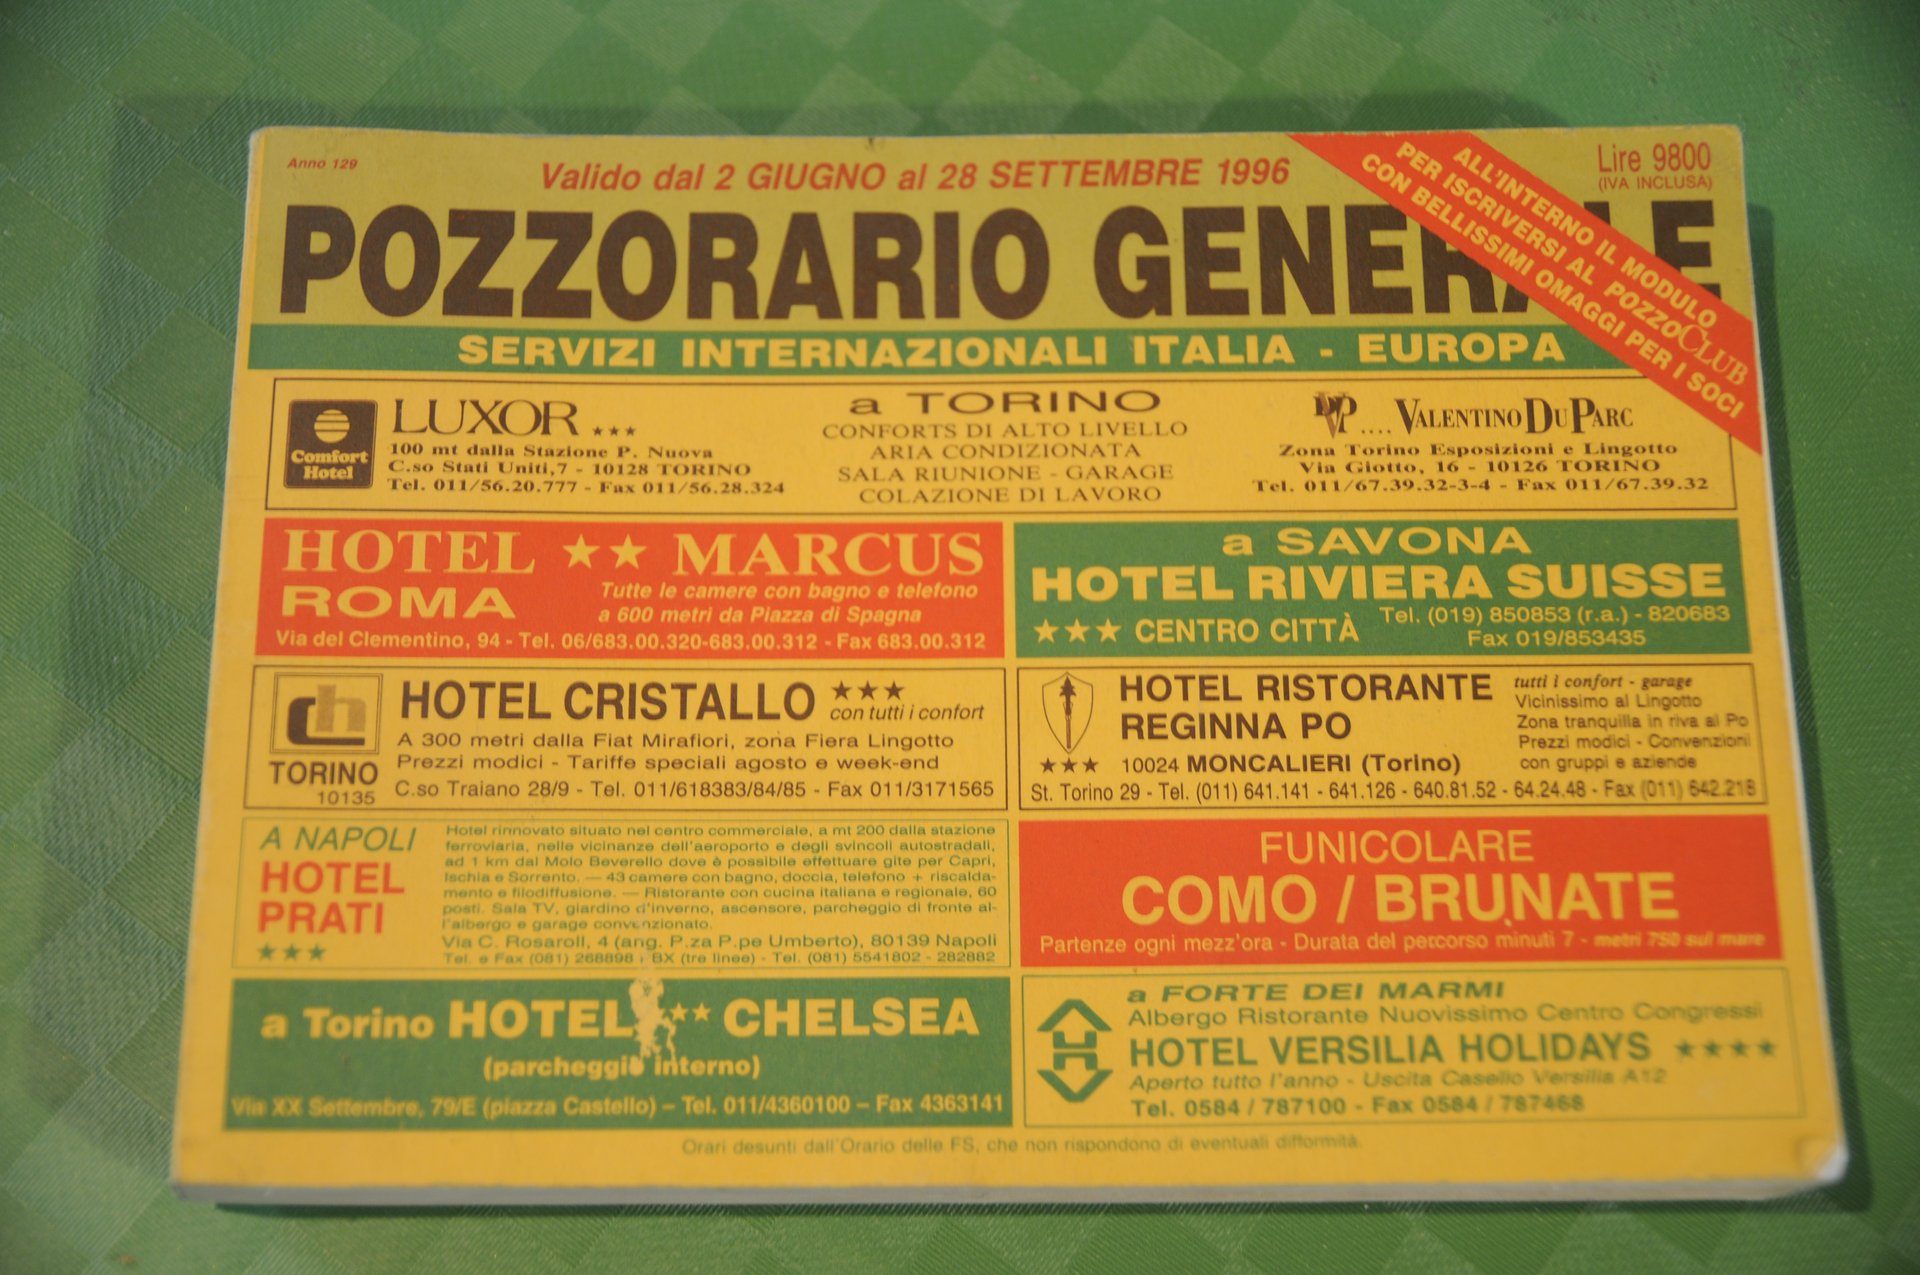 Anno 129
Valido dal 2 GIUGNO al 28 SETTEMBRE 1996
Lire 9800
(IVA INCLUSA)
ALL'INTERNO IL MODULO
PER ISCRIVERSI AL POZZOCLUB
CON BELLISSIMI OMAGGI PER I SOCI
POZZORARIO GENERALE
SERVIZI INTERNAZIONALI ITALIA - EUROPA
Comfort
Hotel
LUXOR ★★★
100 mt dalla Stazione P. Nuova
C.so Stati Uniti,7 - 10128 TORINO
Tel. 011/56.20.777 - Fax 011/56.28.324
a TORINO
CONFORTS DI ALTO LIVELLO
ARIA CONDIZIONATA
SALA RIUNIONE - GARAGE
COLAZIONE DI LAVORO
DVP .... VALENTINO DU PARC
Zona Torino Esposizioni e Lingotto
Via Giotto, 16 - 10126 TORINO
Tel. 011/67.39.32-3-4 - Fax 011/67.39.32
HOTEL ★★ MARCUS
ROMA
Tutte le camere con bagno e telefono
a 600 metri da Piazza di Spagna
Via del Clementino, 94 - Tel. 06/683.00.320-683.00.312 - Fax 683.00.312
a SAVONA
HOTEL RIVIERA SUISSE
★★★ CENTRO CITTÀ
Tel. (019) 850853 (r.a.) - 820683
Fax 019/853435
ch
TORINO
10135
HOTEL CRISTALLO ★★★
con tutti i confort
A 300 metri dalla Fiat Mirafiori, zona Fiera Lingotto
Prezzi modici - Tariffe speciali agosto e week-end
C.so Traiano 28/9 - Tel. 011/618383/84/85 - Fax 011/3171565
HOTEL RISTORANTE
REGINNA PO
★★★ 10024 MONCALIERI (Torino)
tutti i confort - garage
Vicinissimo al Lingotto
Zona tranquilla in riva al Po
Prezzi modici - Convenzioni
con gruppi e aziende
St. Torino 29 - Tel. (011) 641.141 - 641.126 - 640.81.52 - 64.24.48 - Fax (011) 642.218
A NAPOLI
HOTEL
PRATI
★★★
Hotel rinnovato situato nel centro commerciale, a mt 200 dalla stazione
ferroviaria, nelle vicinanze dell'aeroporto e degli svincoli autostradali,
ad 1 km dal Molo Beverello dove è possibile effettuare gite per Capri,
Ischia e Sorrento. — 43 camere con bagno, doccia, telefono + riscalda-
mento e filodiffusione. — Ristorante con cucina italiana e regionale, 60
posti. Sala TV, giardino d'inverno, ascensore, parcheggio di fronte al-
l'albergo e garage convenzionato.
Via C. Rosaroll, 4 (ang. P.za P.pe Umberto), 80139 Napoli
Tel. e Fax (081) 268898 BX (tre linee) - Tel. (081) 5541802 - 282882
FUNICOLARE
COMO / BRUNATE
Partenze ogni mezz'ora - Durata del percorso minuti 7 - metri 750 sul mare
a Torino HOTEL ★★ CHELSEA
(parcheggio interno)
Via XX Settembre, 79/E (piazza Castello) – Tel. 011/4360100 – Fax 4363141
H
a FORTE DEI MARMI
Albergo Ristorante Nuovissimo Centro Congressi
HOTEL VERSILIA HOLIDAYS ★★★★
Aperto tutto l'anno - Uscita Casello Versilia A12
Tel. 0584 / 787100 - Fax 0584 / 787468
Orari desunti dall'Orario delle FS, che non rispondono di eventuali difformità.